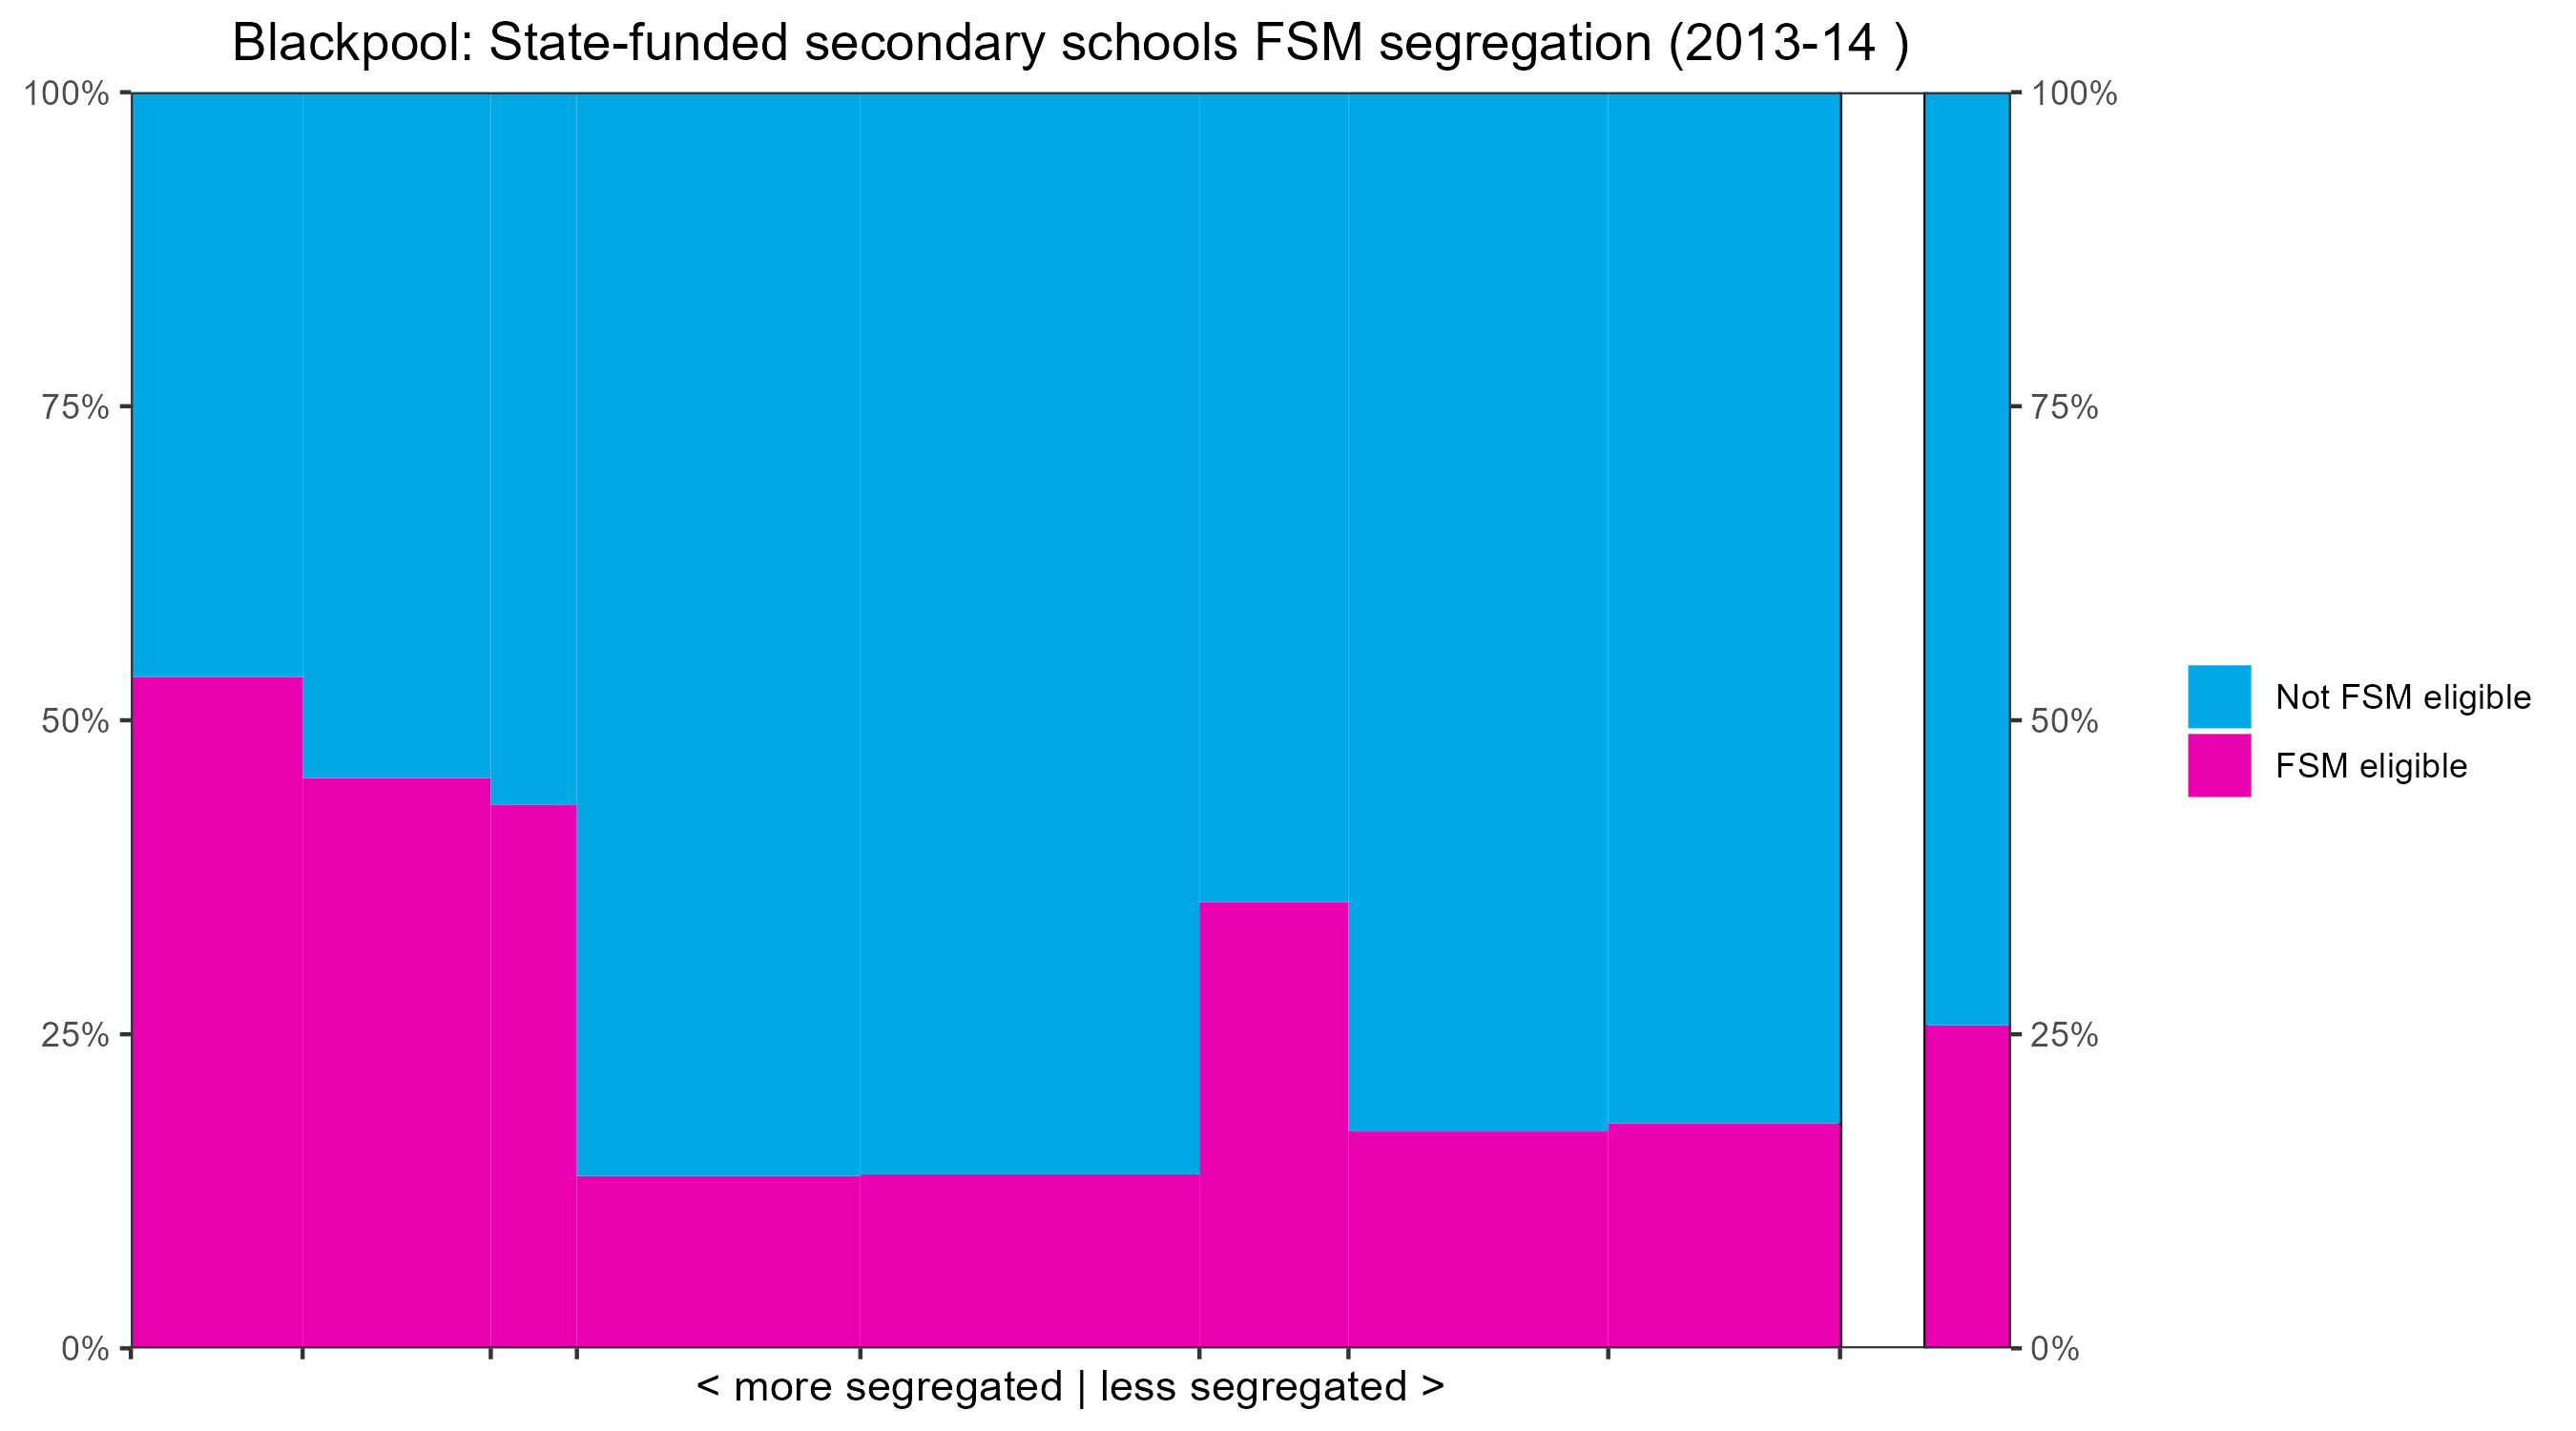 Blackpool: State-funded secondary schools FSM segregation (2013-14 )
100%
75%
50%
25%
0%
100%
75%
50%
25%
0%
Not FSM eligible
FSM eligible
< more segregated | less segregated >